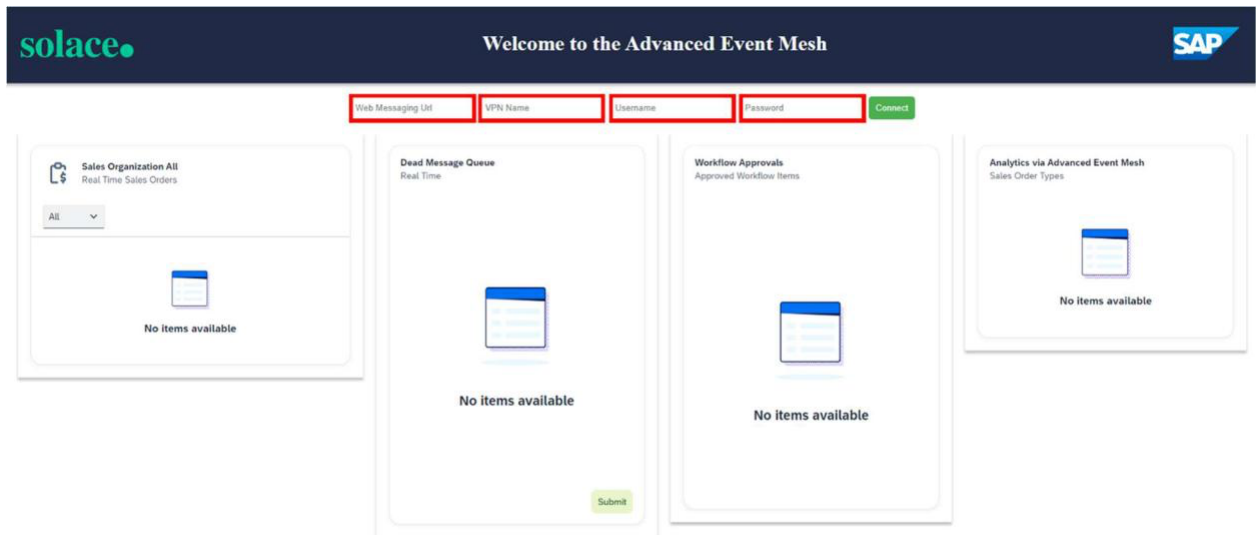 solace
Welcome to the Advanced Event Mesh
SAP
Web Messaging Url
VPN Name
Username
Password
Connect
Sales Organization All
Real Time Sales Orders
All
No items available
Dead Message Queue
Real Time
No items available
Submit
Workflow Approvals
Approved Workflow Items
No items available
Analytics via Advanced Event Mesh
Sales Order Types
No items available